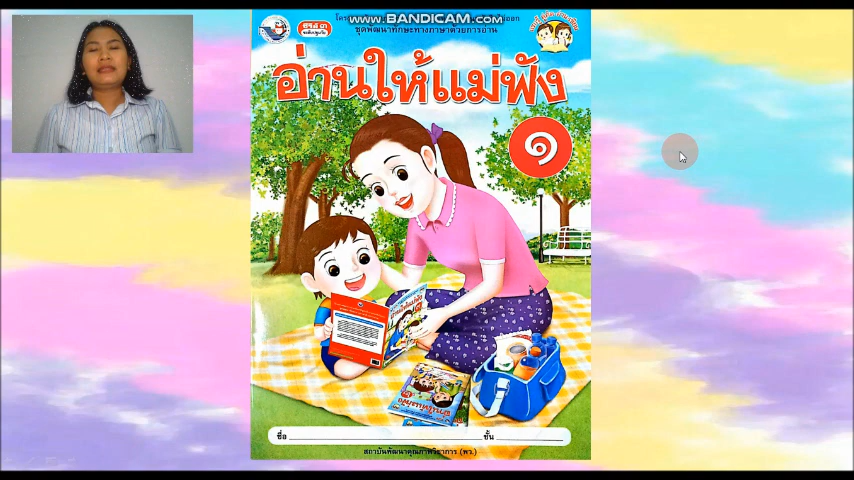 www.BANDICAM.com
ชุดพัฒนาทักษะทางภาษาด้วยการอ่าน
อ่านให้แม่ฟัง
๑
ชื่อ
ชั้น
สถาบันพัฒนาคุณภาพวิชาการ (พว.)